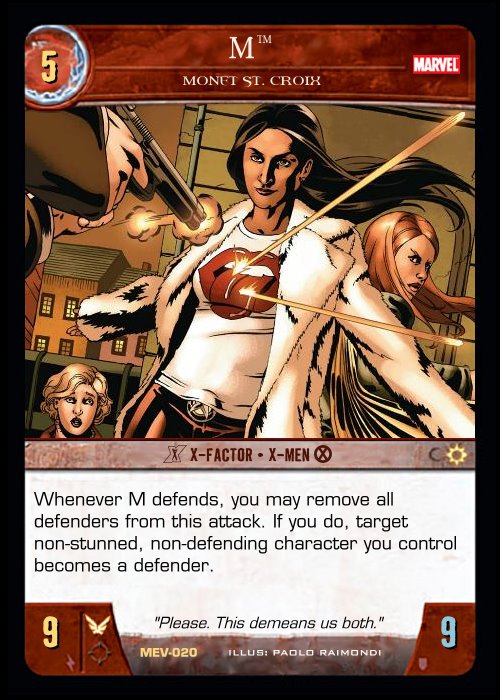 5
M™
MONET ST. CROIX
MARVEL
X-FACTOR • X-MEN
C
Whenever M defends, you may remove all
defenders from this attack. If you do, target
non-stunned, non-defending character you control
becomes a defender.
9
"Please. This demeans us both."
9
MEV-020 ILLUS: PAOLO RAIMONDI